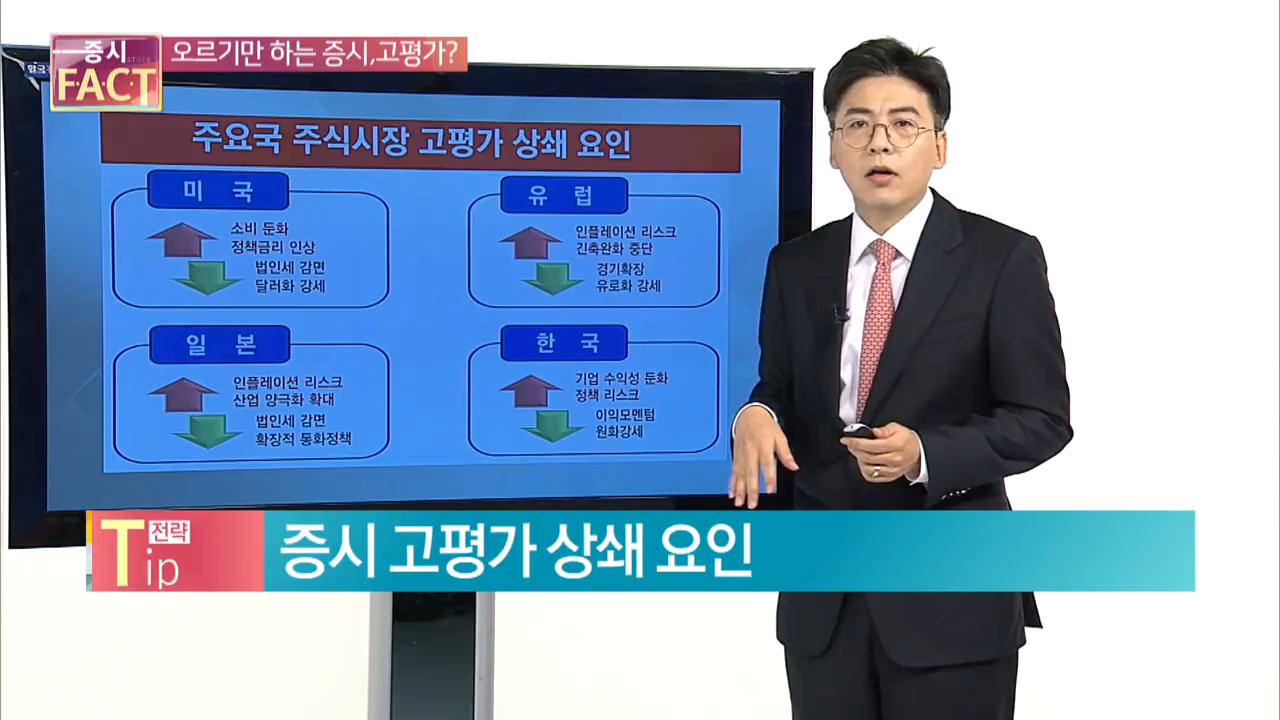 증시
STOCK
F.A.C.T
오르기만 하는 증시,고평가?
주요국 주식시장 고평가 상쇄 요인
미 국
소비 둔화
정책금리 인상
법인세 감면
달러화 강세
유 럽
인플레이션 리스크
긴축완화 중단
경기확장
유로화 강세
일 본
인플레이션 리스크
산업 양극화 확대
법인세 감면
확장적 통화정책
한 국
기업 수익성 둔화
정책 리스크
이익모멘텀
원화강세
Tip 전략
증시 고평가 상쇄 요인